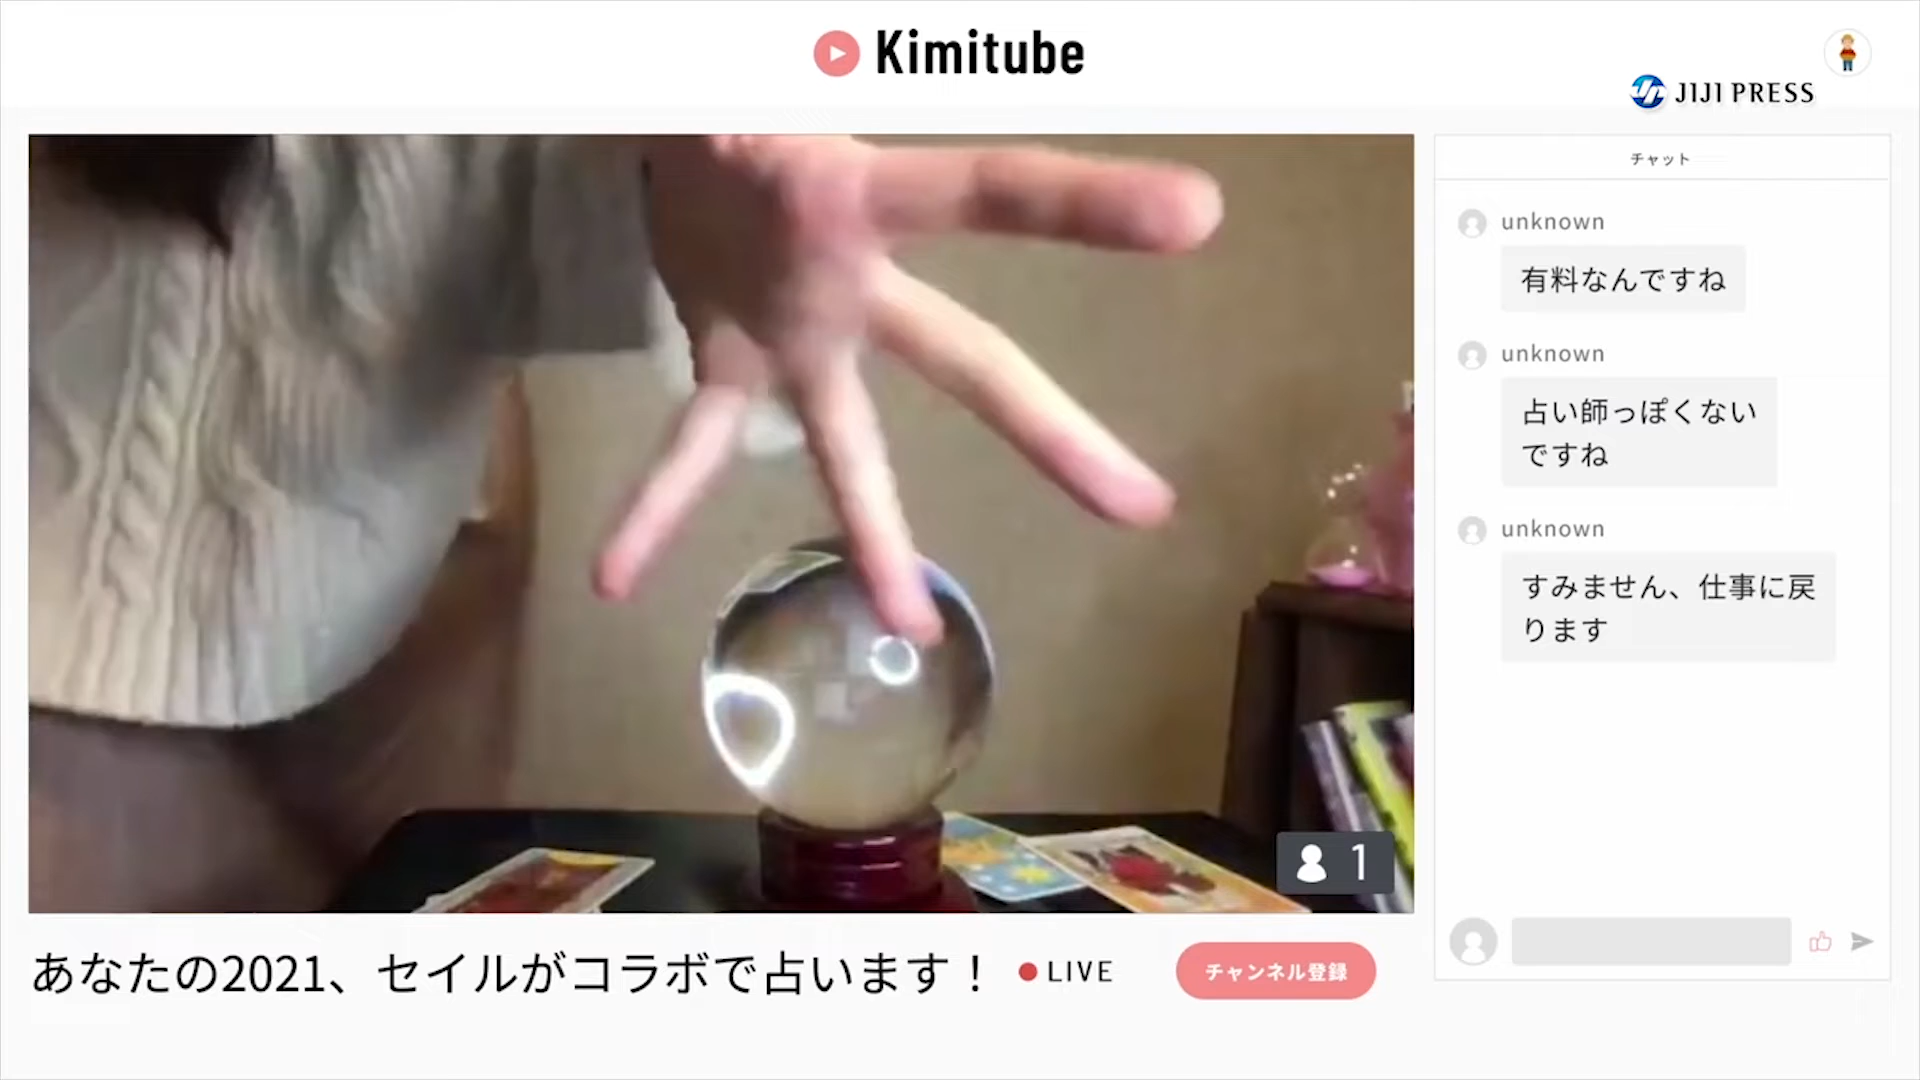 Kimitube
JIJI PRESS
チャット
unknown
有料なんですね
unknown
占い師っぽくない
ですね
unknown
すみません、仕事に戻
ります
1
あなたの2021、セイルがコラボで占います！
LIVE
チャンネル登録